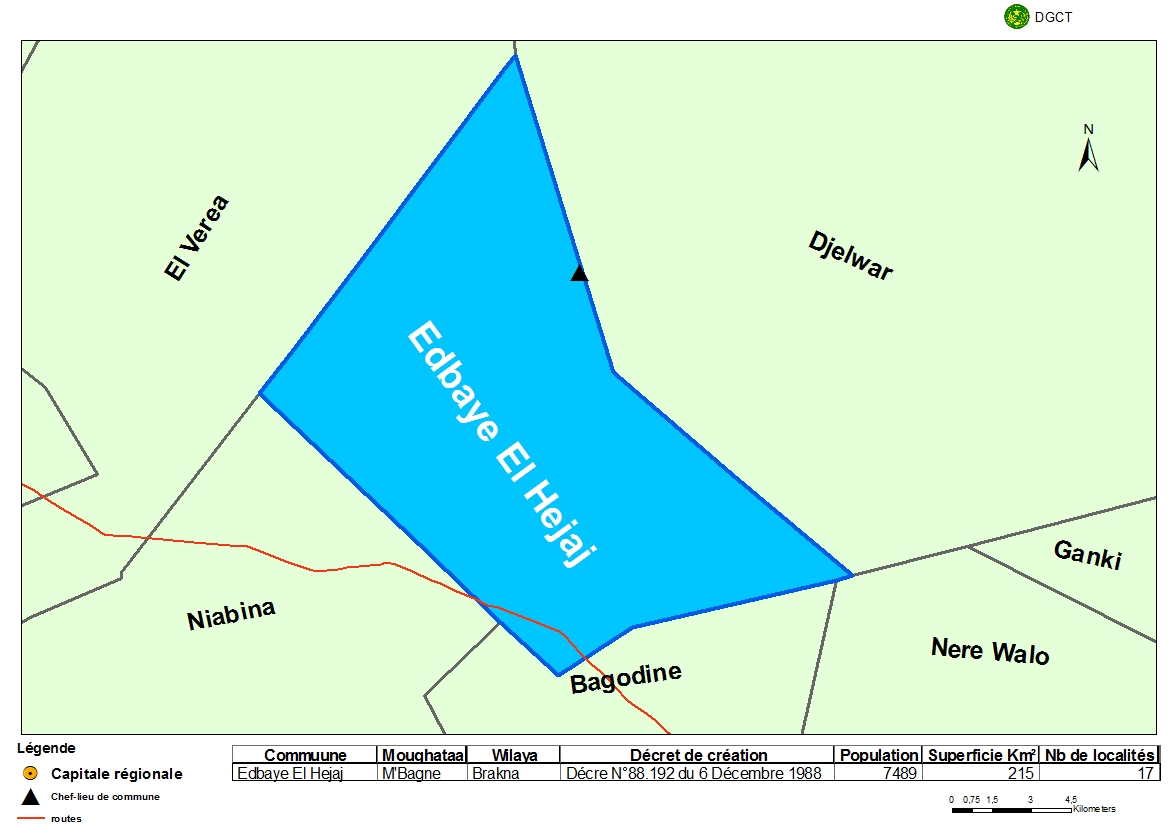 DGCT
N
El Verea
Djelwar
Edbaye El Hejaj
Ganki
Niabina
Nere Walo
Bagodine
Légende
Capitale régionale
Chef-lieu de commune
routes
Commuune Moughataa Wilaya Décret de création Population Superficie Km² Nb de localités
Edbaye El Hejaj M'Bagne Brakna Décre N°88.192 du 6 Décembre 1988 7489 215 17
0 0,75 1,5 3 4,5
Kilometers